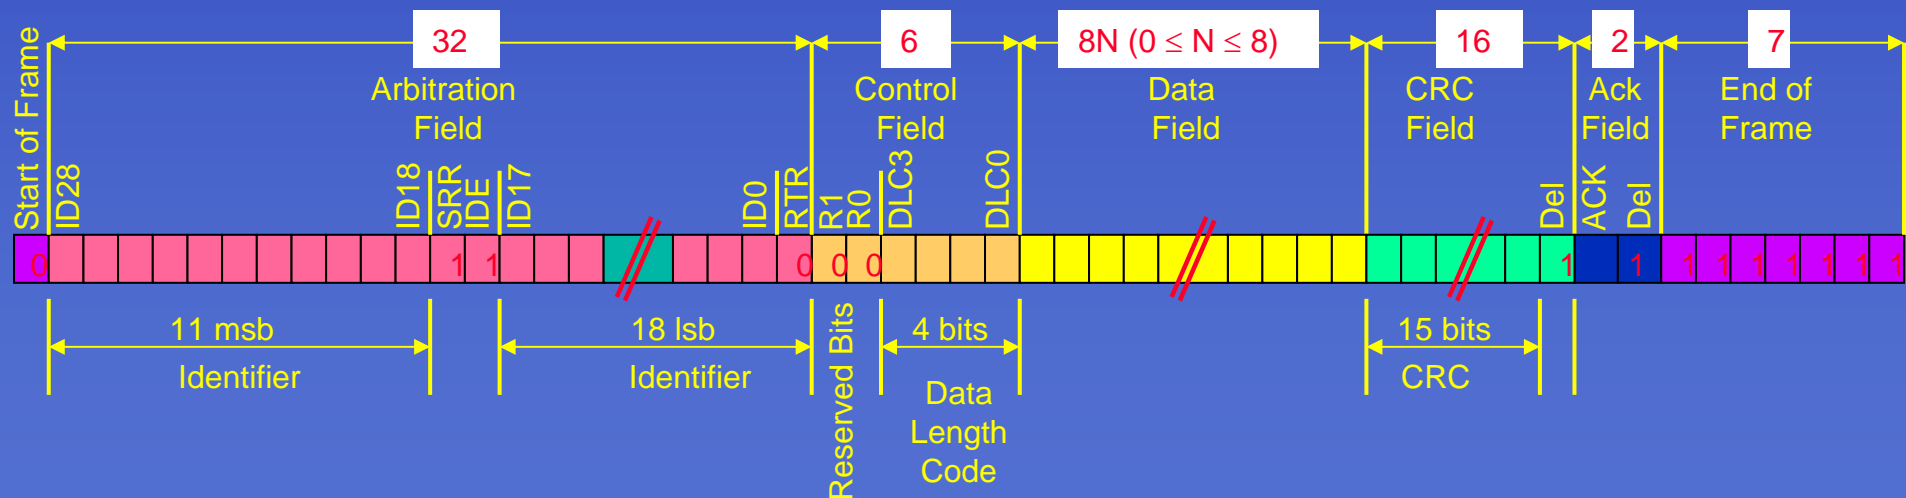 32
6
8N (0 ≤ N ≤ 8)
16
2
7
Start of Frame
Arbitration
Field
Control
Field
Data
Field
CRC
Field
Ack
Field
End of
Frame
ID28
ID18
SRR
IDE
ID17
ID0
RTR
R1
R0
DLC3
DLC0
Del
ACK
Del
0
1
1
0
0
0
1
1
1
1
1
1
1
1
1
11 msb
Identifier
18 lsb
Identifier
Reserved Bits
4 bits
Data
Length
Code
15 bits
CRC